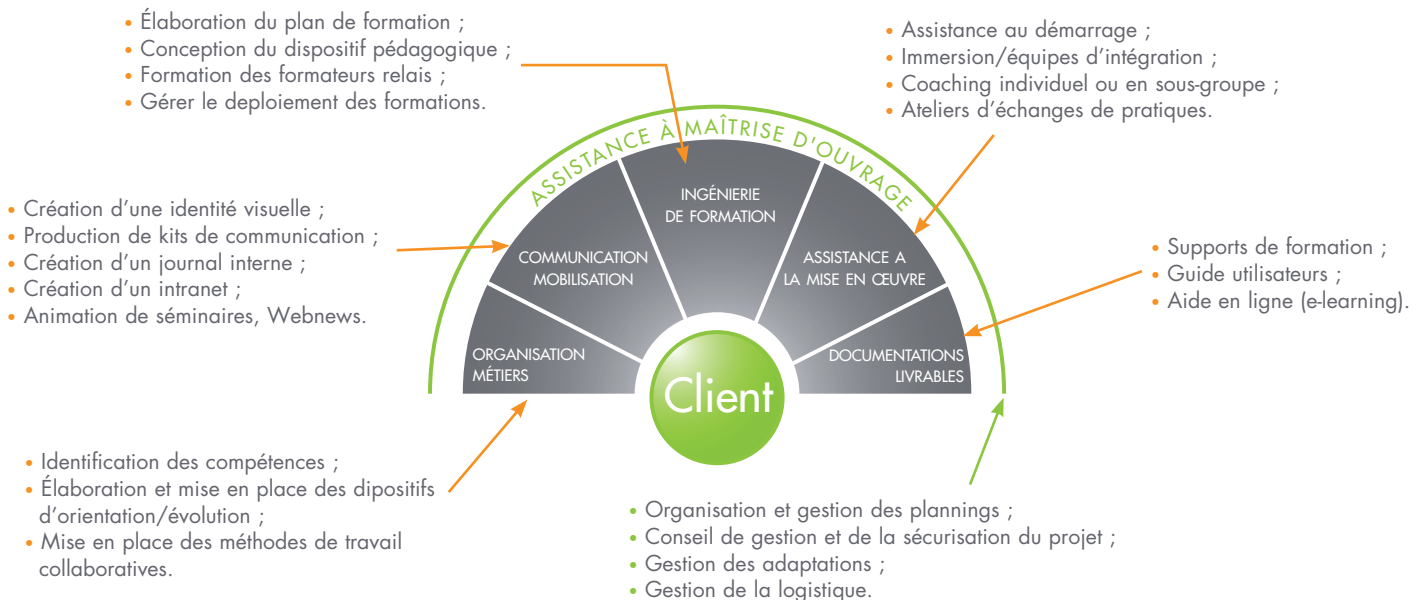 • Élaboration du plan de formation ;
• Conception du dispositif pédagogique ;
• Formation des formateurs relais ;
• Gérer le deploiement des formations.
• Assistance au démarrage ;
• Immersion/équipes d'intégration ;
• Coaching individuel ou en sous-groupe ;
• Ateliers d'échanges de pratiques.
ASSISTANCE À MAÎTRISE D'OUVRAGE
INGÉNIERIE
DE FORMATION
• Création d'une identité visuelle ;
• Production de kits de communication ;
• Création d'un journal interne ;
• Création d'un intranet ;
• Animation de séminaires, Webnews.
COMMUNICATION
MOBILISATION
ASSISTANCE A
LA MISE EN ŒUVRE
• Supports de formation ;
• Guide utilisateurs ;
• Aide en ligne (e-learning).
ORGANISATION
MÉTIERS
DOCUMENTATIONS
LIVRABLES
Client
• Identification des compétences ;
• Élaboration et mise en place des dipositifs
d'orientation/évolution ;
• Mise en place des méthodes de travail
collaboratives.
• Organisation et gestion des plannings ;
• Conseil de gestion et de la sécurisation du projet ;
• Gestion des adaptations ;
• Gestion de la logistique.